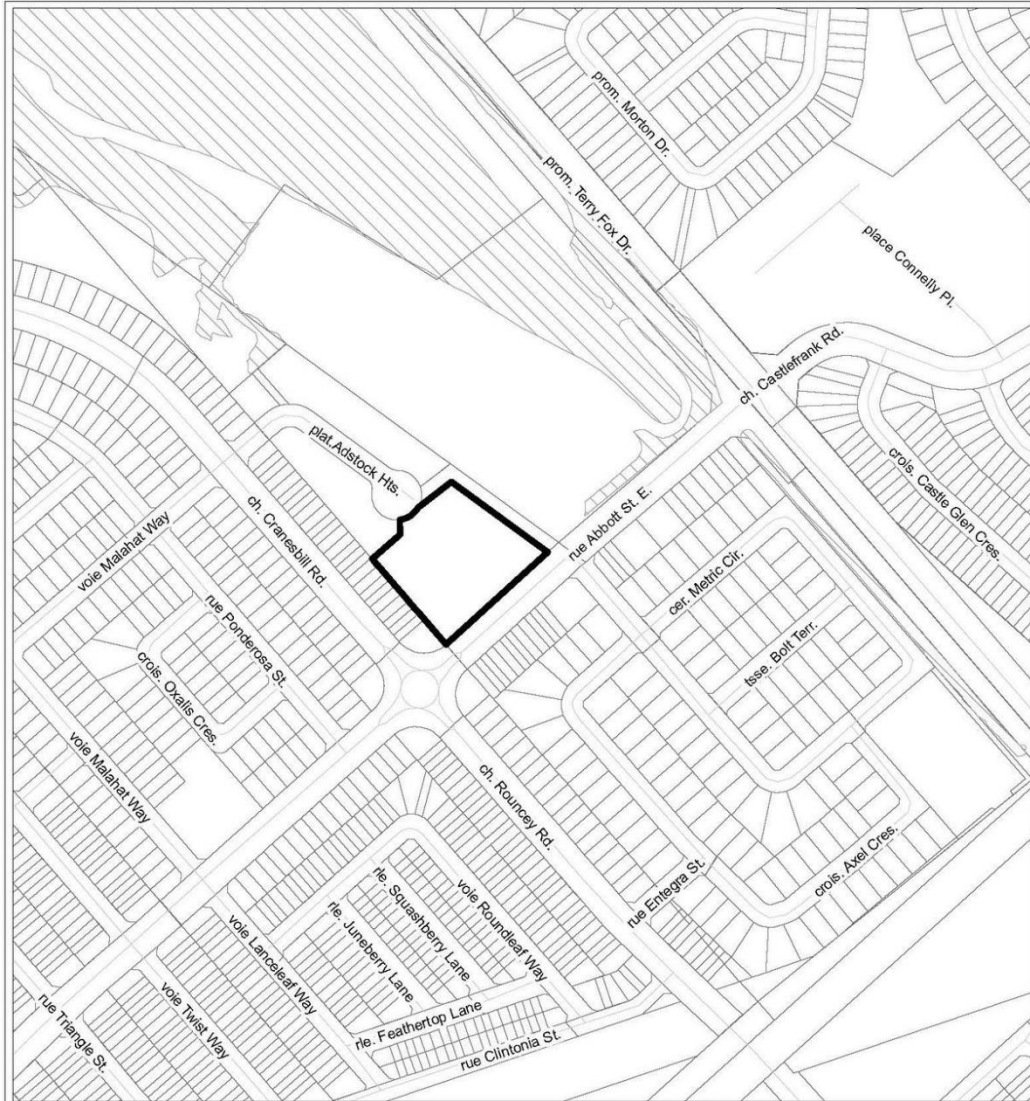 prom. Morton Dr.
prom. Terry Fox Dr.
place Connelly Pl.
ch. Castlefrank Rd.
plat.Adstock Hts.
crois. Castle Glen Cres.
ch. Cranesbill Rd.
rue Abbott St. E.
voie Malahat Way
cer. Metric Cir.
rue Ponderosa St.
tsse. Bolt Terr.
crois. Oxalis Cres.
voie Malahat Way
ch. Rouncey Rd.
crois. Axel Cres.
rue Entegra St.
rle. Squashberry Lane
voie Roundleaf Way
rle. Juneberry Lane
voie Lanceleaf Way
voie Twist Way
rue Triangle St.
rle. Feathertop Lane
rue Clintonia St.